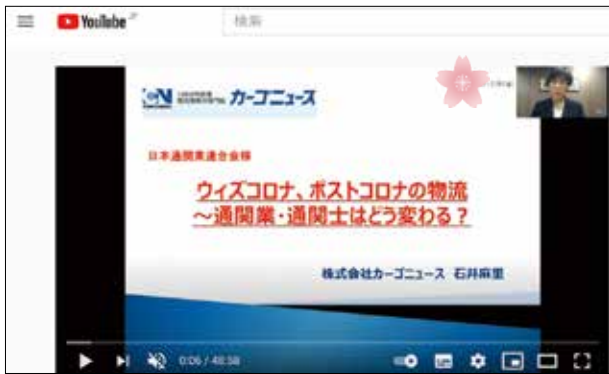 YouTube JP
検索
カーゴニュース
日本通関業連合会様
ウィズコロナ、ポストコロナの物流
～通関業・通関士はどう変わる？
株式会社カーゴニュース 石井麻里
0:06 / 48:58